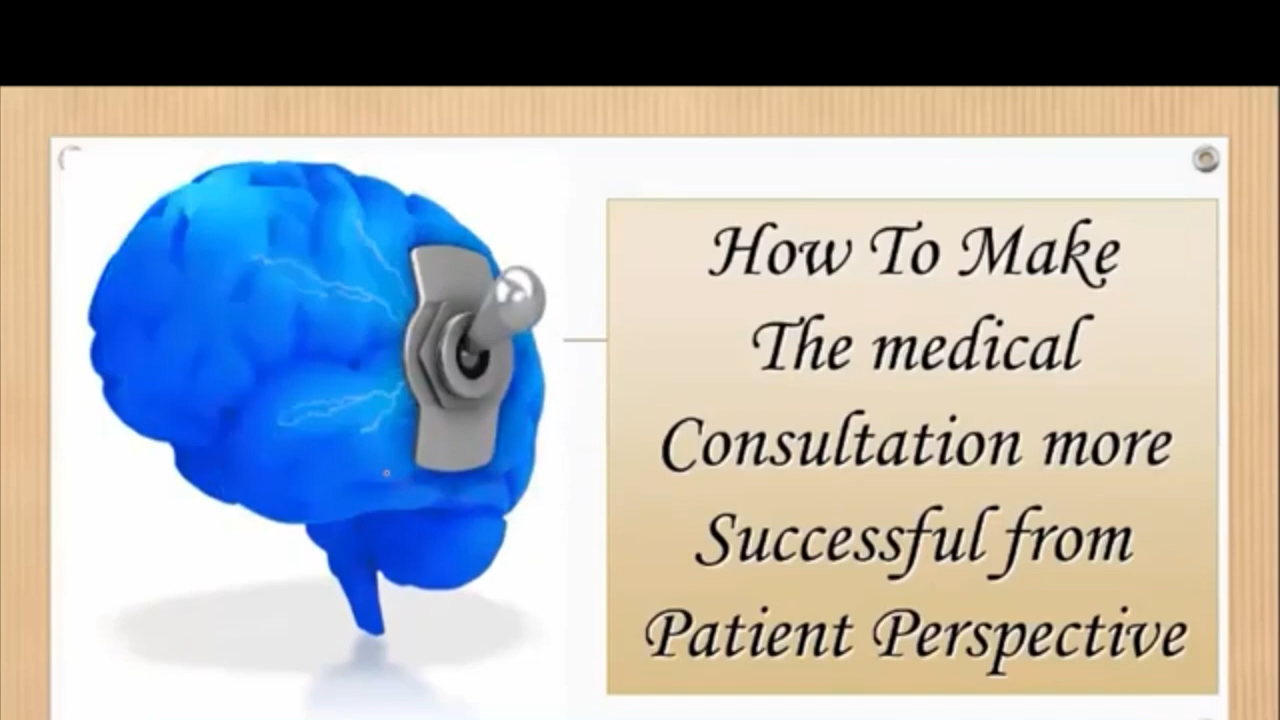 How To Make
The medical
Consultation more
Successful from
Patient Perspective